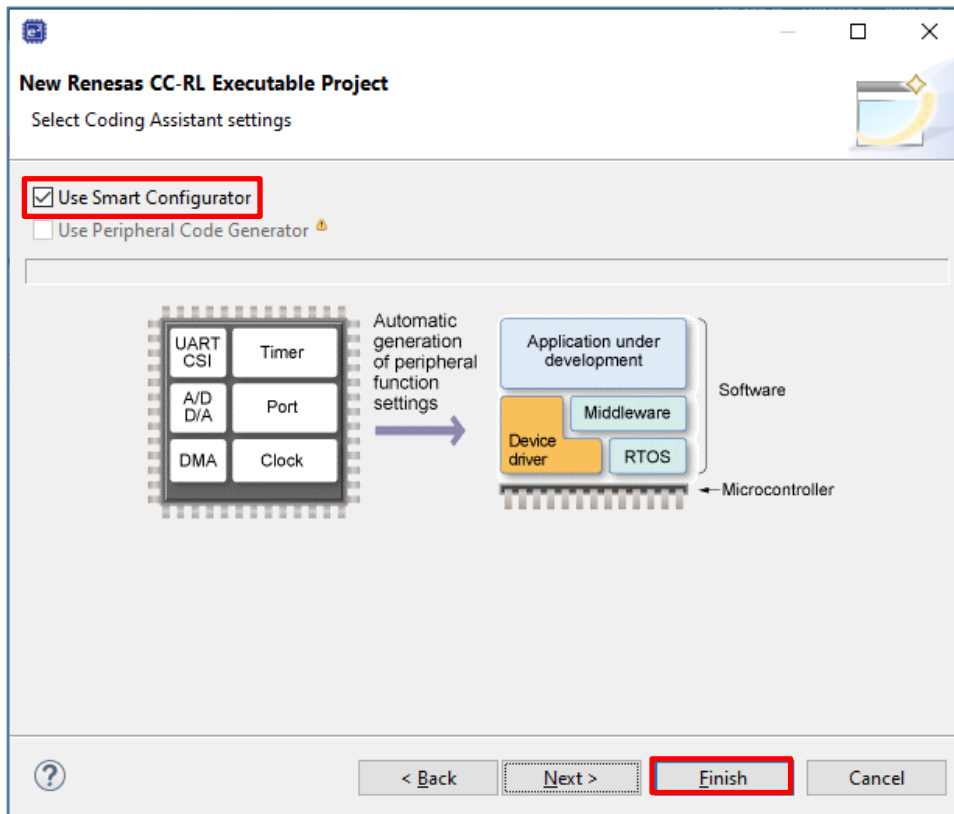 e²
New Renesas CC-RL Executable Project
Select Coding Assistant settings
Use Smart Configurator
Use Peripheral Code Generator
UART
CSI
Timer
A/D
D/A
Port
DMA
Clock
Automatic
generation
of peripheral
function
settings
Application under
development
Middleware
Device
driver
RTOS
Software
Microcontroller
?
< Back
Next >
Finish
Cancel